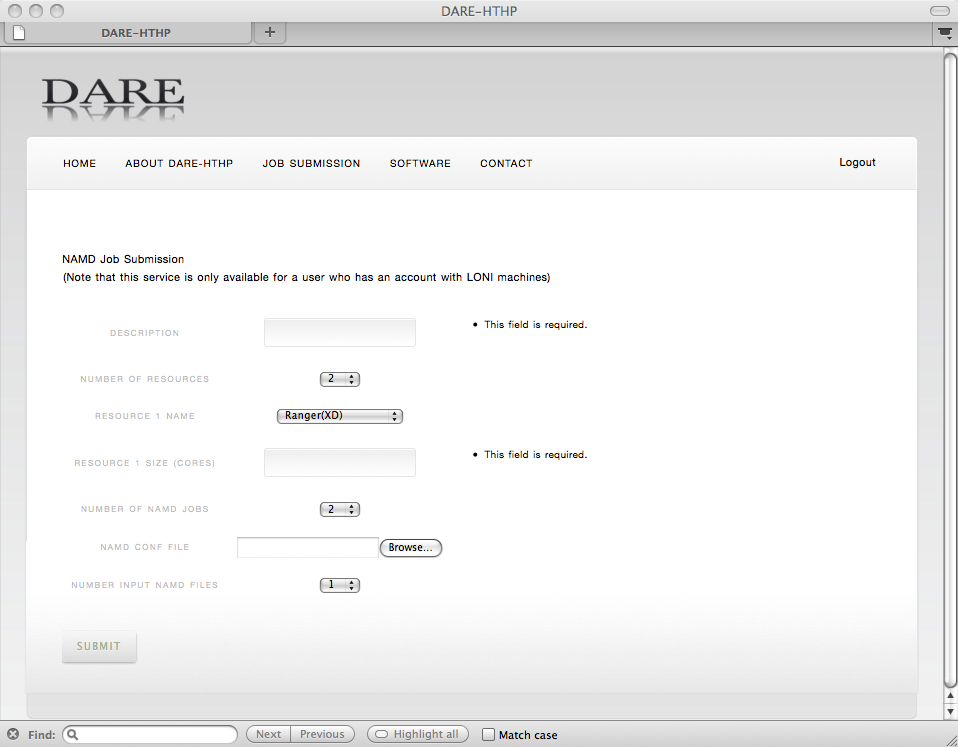 DARE-HTHP
DARE-HTHP
+
DARE
HOME ABOUT DARE-HTHP JOB SUBMISSION SOFTWARE CONTACT Logout
NAMD Job Submission
(Note that this service is only available for a user who has an account with LONI machines)
DESCRIPTION • This field is required.
NUMBER OF RESOURCES 2
RESOURCE 1 NAME Ranger(XD)
RESOURCE 1 SIZE (CORES) • This field is required.
NUMBER OF NAMD JOBS 2
NAMD CONF FILE Browse...
NUMBER INPUT NAMD FILES 1
SUBMIT
Find: Next Previous Highlight all Match case